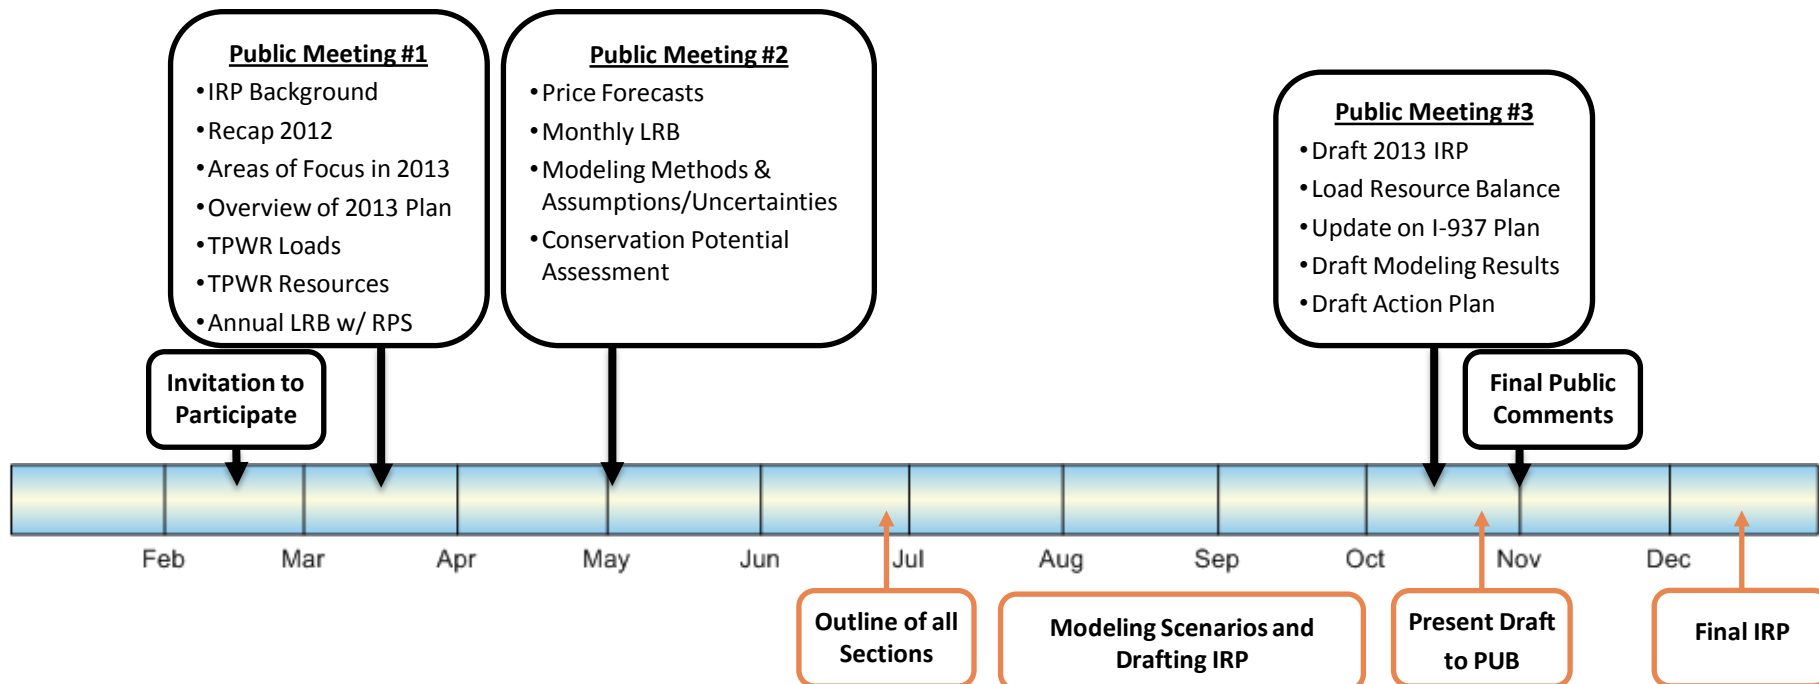 Public Meeting #1
•IRP Background
•Recap 2012
•Areas of Focus in 2013
•Overview of 2013 Plan
•TPWR Loads
•TPWR Resources
•Annual LRB w/ RPS
Public Meeting #2
•Price Forecasts
•Monthly LRB
•Modeling Methods &
Assumptions/Uncertainties
•Conservation Potential
Assessment
Public Meeting #3
•Draft 2013 IRP
•Load Resource Balance
•Update on I-937 Plan
•Draft Modeling Results
•Draft Action Plan
Invitation to
Participate
Final Public
Comments
Feb Mar Apr May Jun Jul Aug Sep Oct Nov Dec
Outline of all
Sections
Modeling Scenarios and
Drafting IRP
Present Draft
to PUB
Final IRP